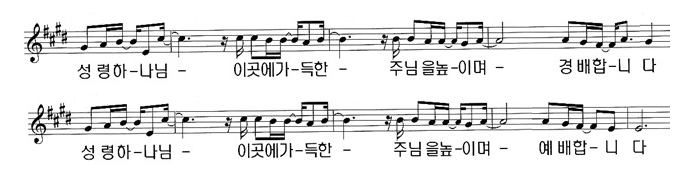 성령하-나님 - 이곳에가-득한- 주님을높-이며 - 경배합-니 다
성령하-나님 - 이곳에가-득한 - 주님을높-이며 - 예배합- 니 다